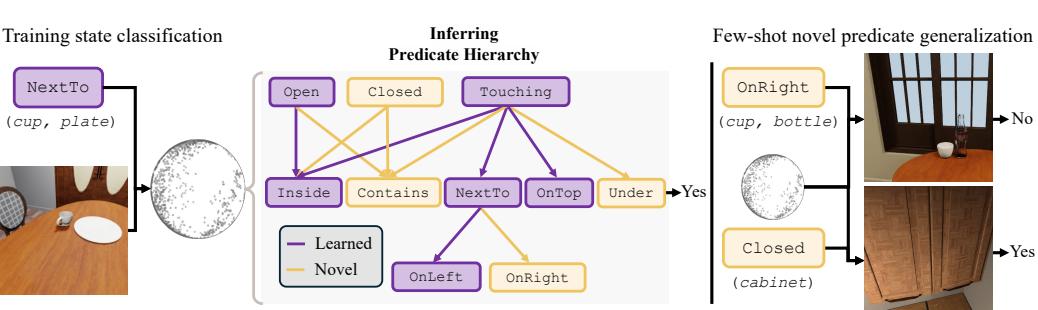 Training state classification
NextTo
(cup, plate)
Inferring
Predicate Hierarchy
Open
Closed
Touching
Inside
Contains
NextTo
OnTop
Under
Yes
Learned
Novel
OnLeft
OnRight
Few-shot novel predicate generalization
OnRight
(cup, bottle)
No
Closed
(cabinet)
Yes